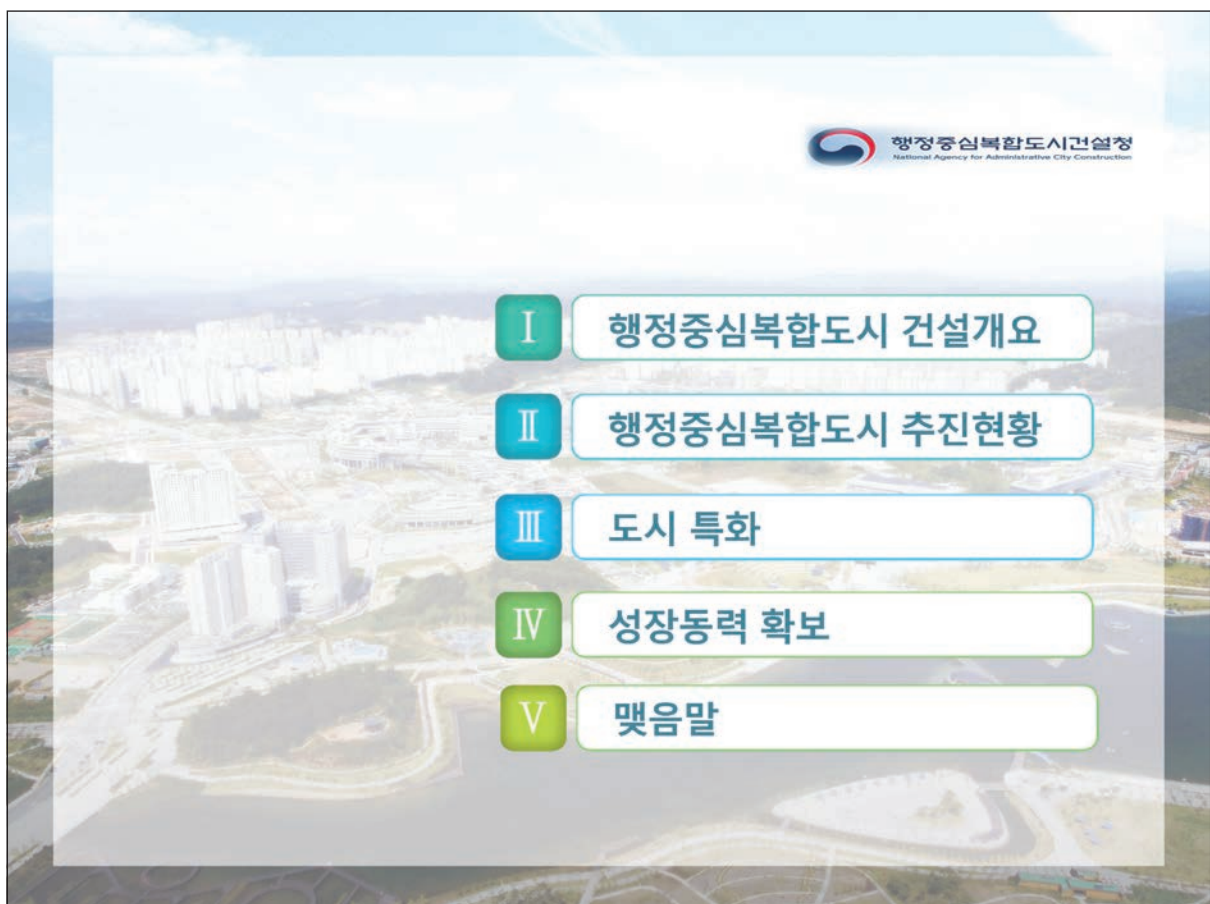 행정중심복합도시건설청
National Agency for Administrative City Construction
Ⅰ 행정중심복합도시 건설개요
Ⅱ 행정중심복합도시 추진현황
Ⅲ 도시 특화
Ⅳ 성장동력 확보
Ⅴ 맺음말